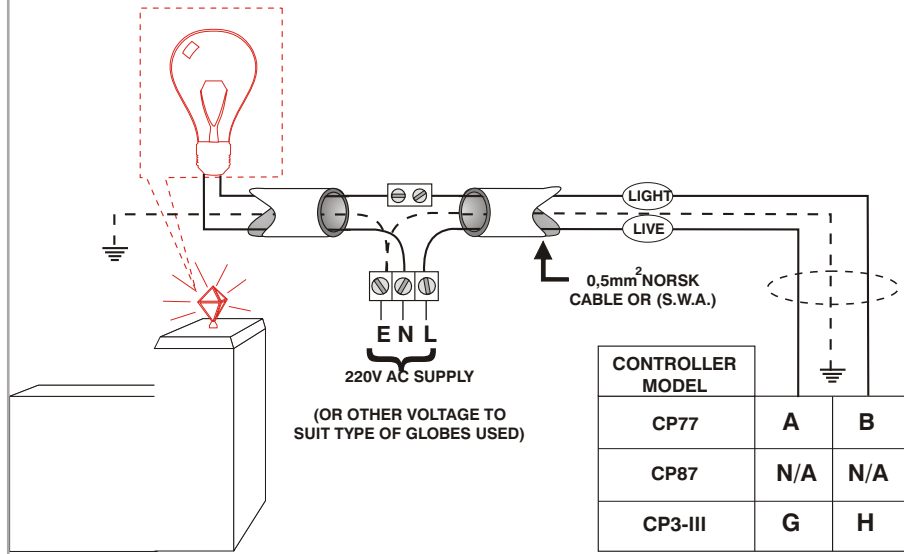 LIGHT
LIVE
0,5mm² NORSK
CABLE OR (S.W.A.)
E N L
220V AC SUPPLY
(OR OTHER VOLTAGE TO
SUIT TYPE OF GLOBES USED)
CONTROLLER
MODEL
CP77 A B
CP87 N/A N/A
CP3-III G H